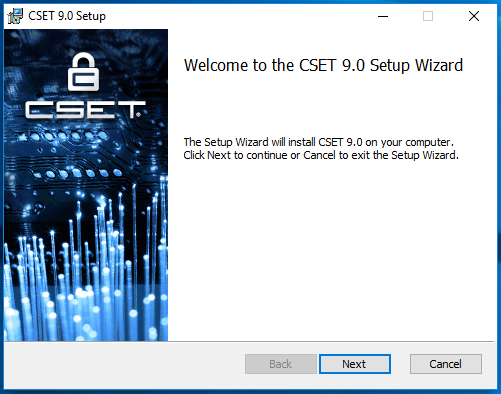 CSET 9.0 Setup
CSET®
Welcome to the CSET 9.0 Setup Wizard
The Setup Wizard will install CSET 9.0 on your computer.
Click Next to continue or Cancel to exit the Setup Wizard.
Back
Next
Cancel